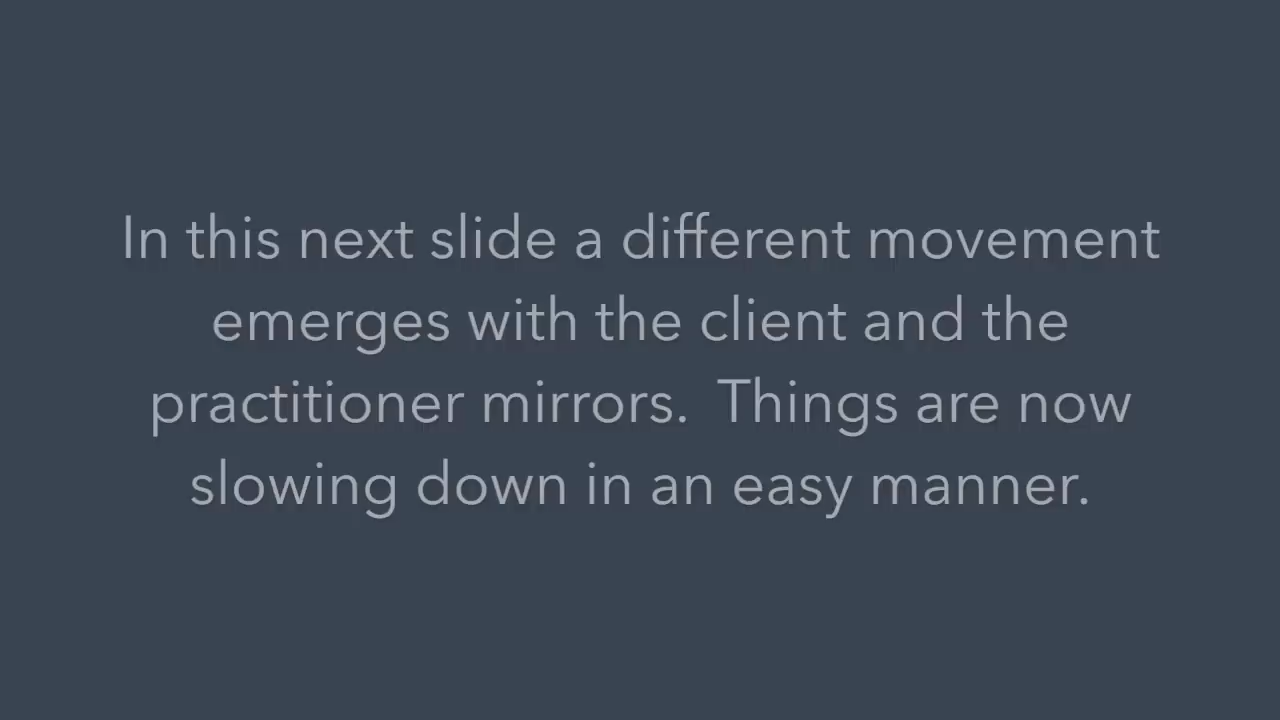 In this next slide a different movement
emerges with the client and the
practitioner mirrors.  Things are now
slowing down in an easy manner.